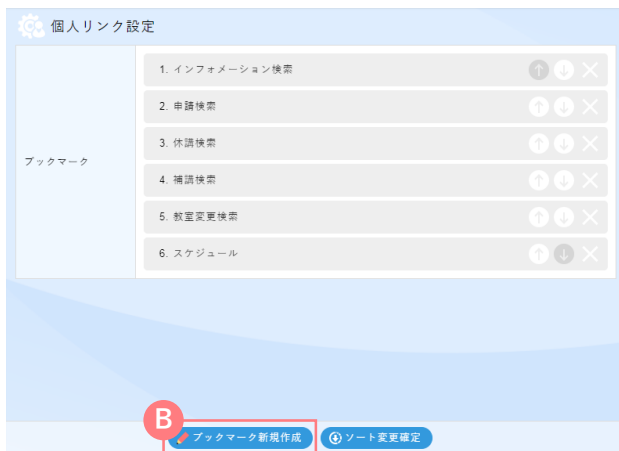 個人リンク設定
ブックマーク
1. インフォメーション検索
2. 申請検索
3. 休講検索
4. 補講検索
5. 教室変更検索
6. スケジュール
B
ブックマーク新規作成
ソート変更確定